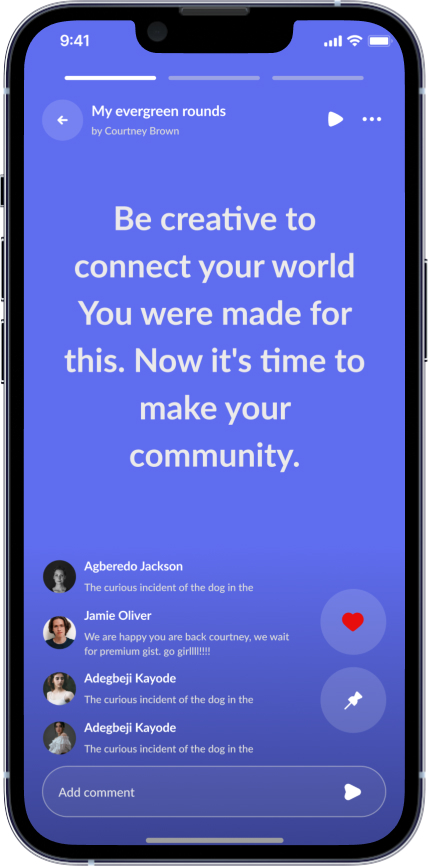 9:41
My evergreen rounds
by Courtney Brown
Be creative to
connect your world
You were made for
this. Now it's time to
make your
community.
Agberedo Jackson
The curious incident of the dog in the
Jamie Oliver
We are happy you are back courtney, we wait
for premium gist. go girllll!!!!
Adegbeji Kayode
The curious incident of the dog in the
Adegbeji Kayode
The curious incident of the dog in the
Add comment